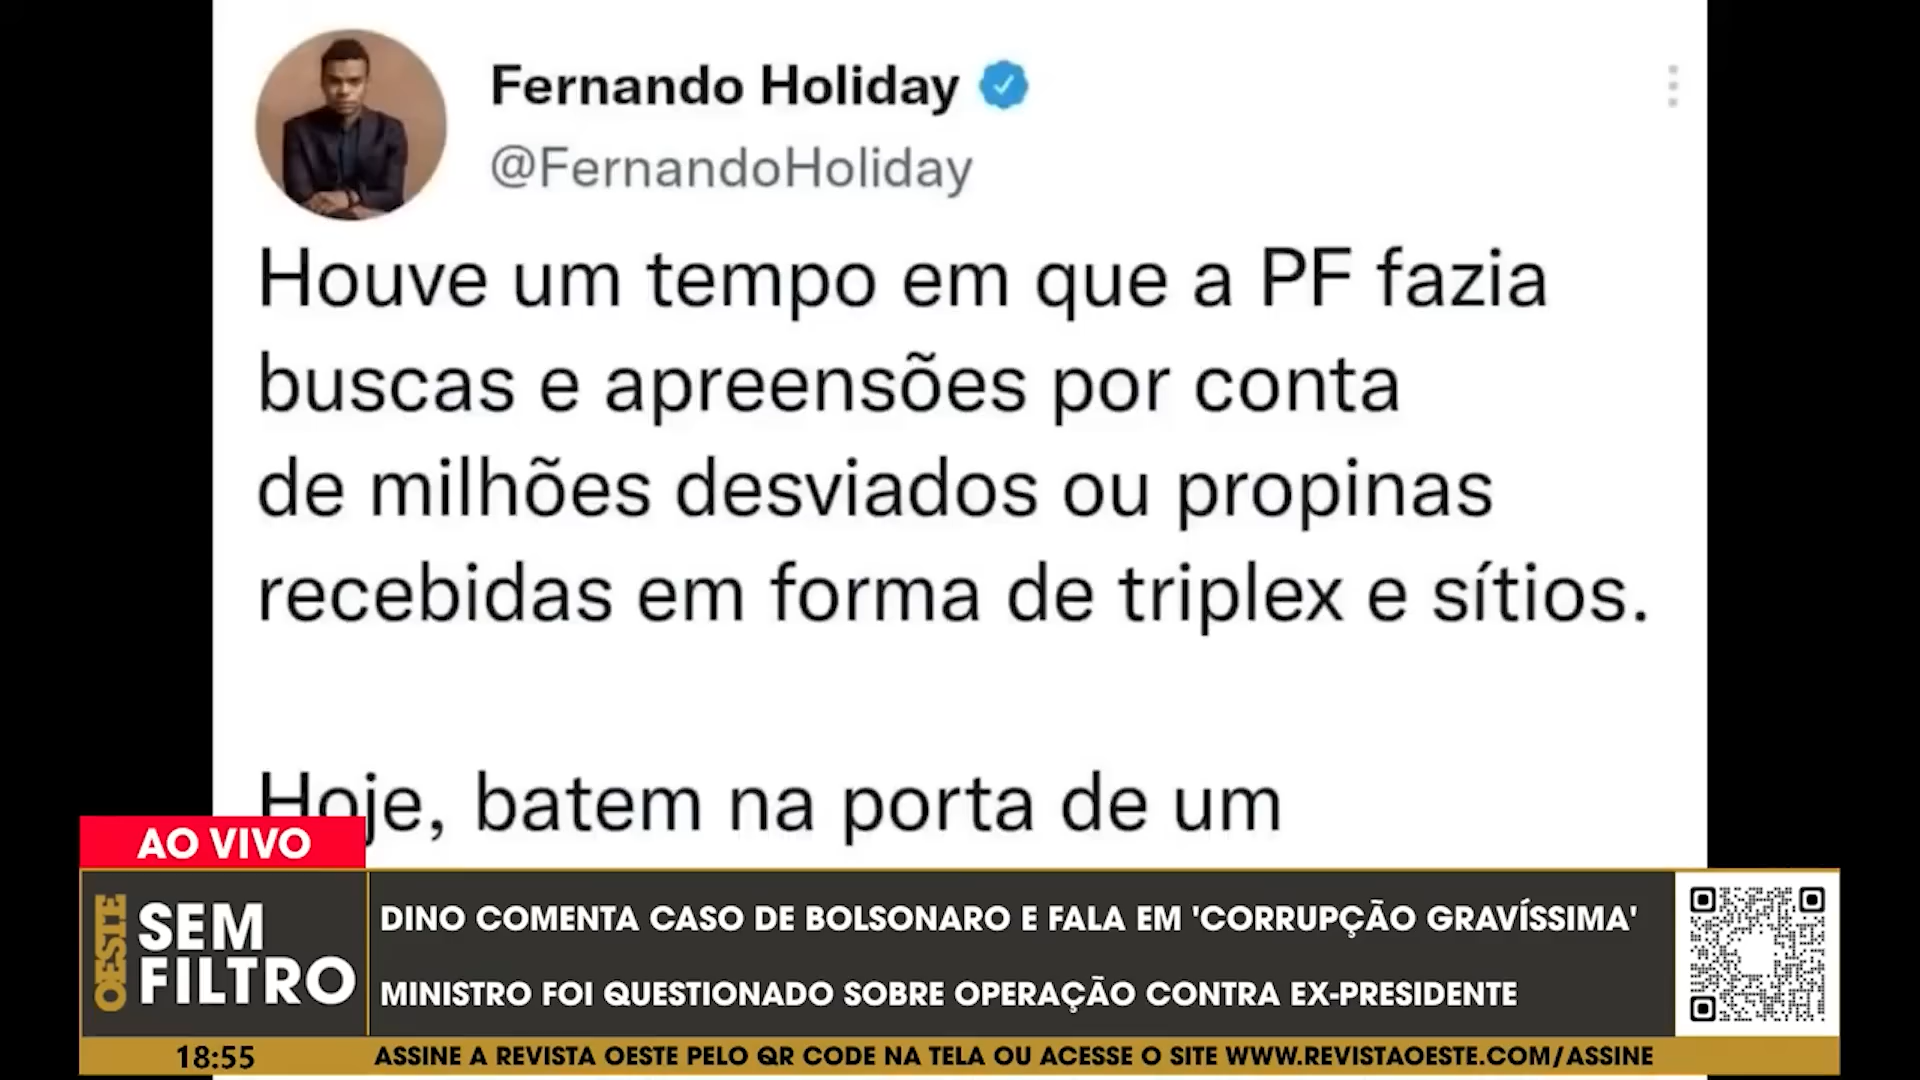 Fernando Holiday
@FernandoHoliday
Houve um tempo em que a PF fazia
buscas e apreensões por conta
de milhões desviados ou propinas
recebidas em forma de triplex e sítios.
Hoje, batem na porta de um
AO VIVO
OESTE
SEM
FILTRO
DINO COMENTA CASO DE BOLSONARO E FALA EM 'CORRUPÇÃO GRAVÍSSIMA'
MINISTRO FOI QUESTIONADO SOBRE OPERAÇÃO CONTRA EX-PRESIDENTE
18:55
ASSINE A REVISTA OESTE PELO QR CODE NA TELA OU ACESSE O SITE WWW.REVISTAOESTE.COM/ASSINE